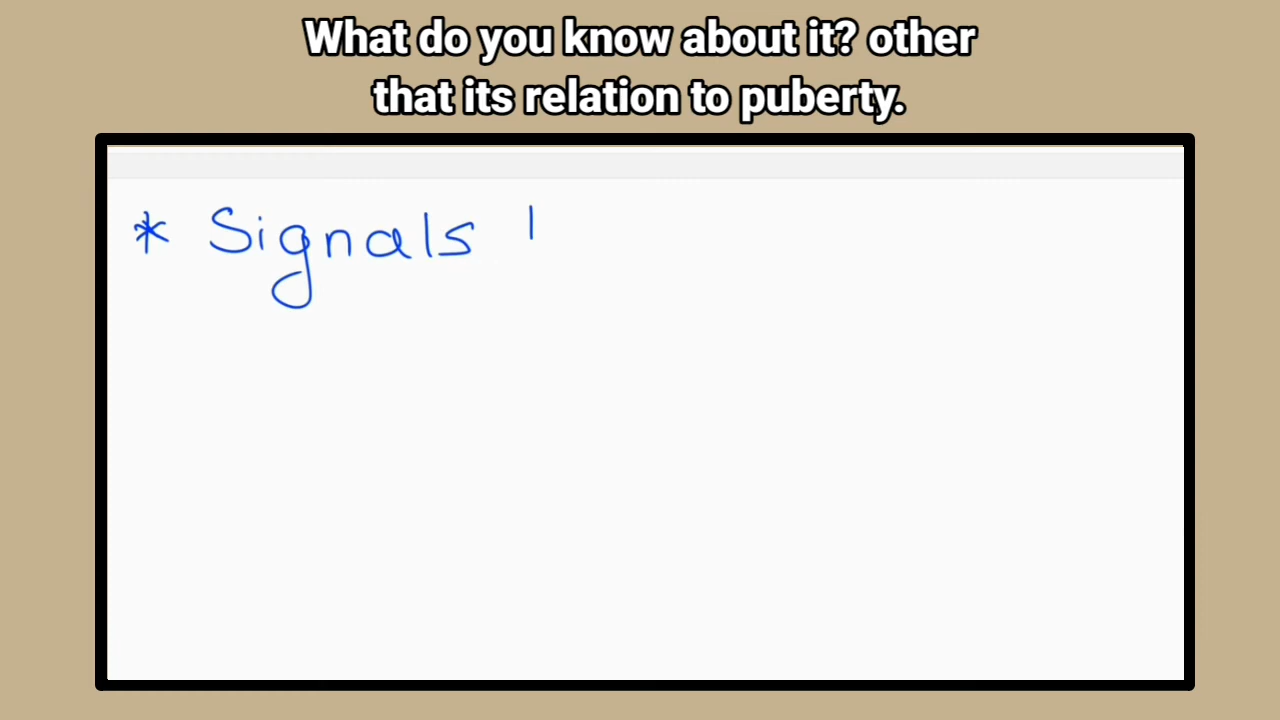 What do you know about it? other
that its relation to puberty.
* Signals